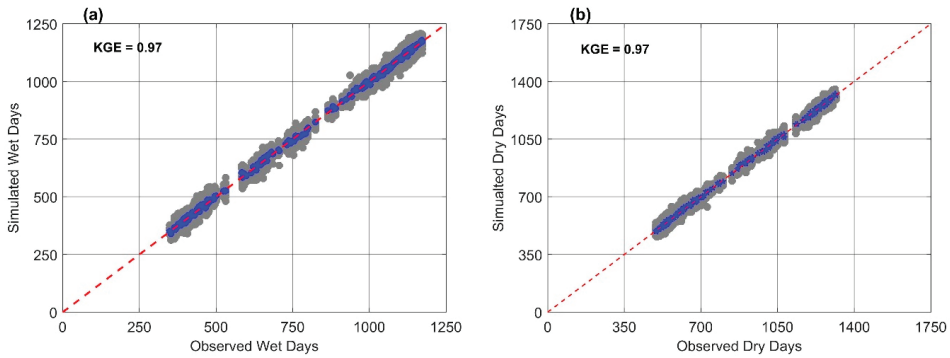 (a)
KGE = 0.97
Simulated Wet Days
1250
1000
750
500
250
0
0 250 500 750 1000 1250
Observed Wet Days
(b)
KGE = 0.97
Simualted Dry Days
1750
1400
1050
700
350
0
0 350 700 1050 1400 1750
Observed Dry Days